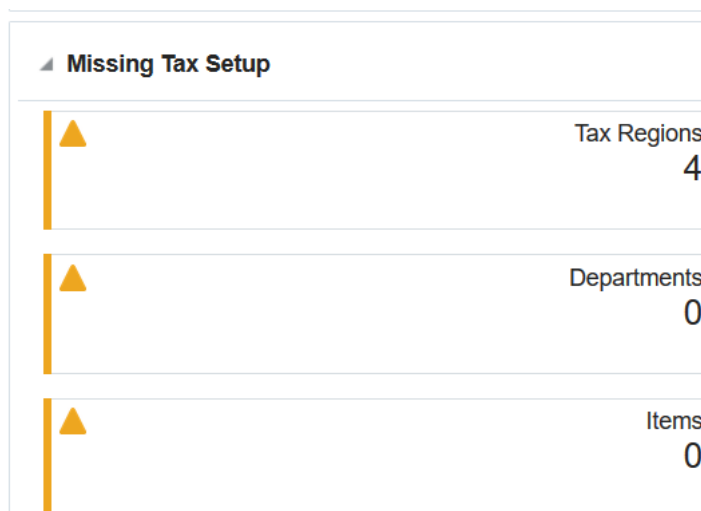 Missing Tax Setup
Tax Regions
4
Departments
0
Items
0